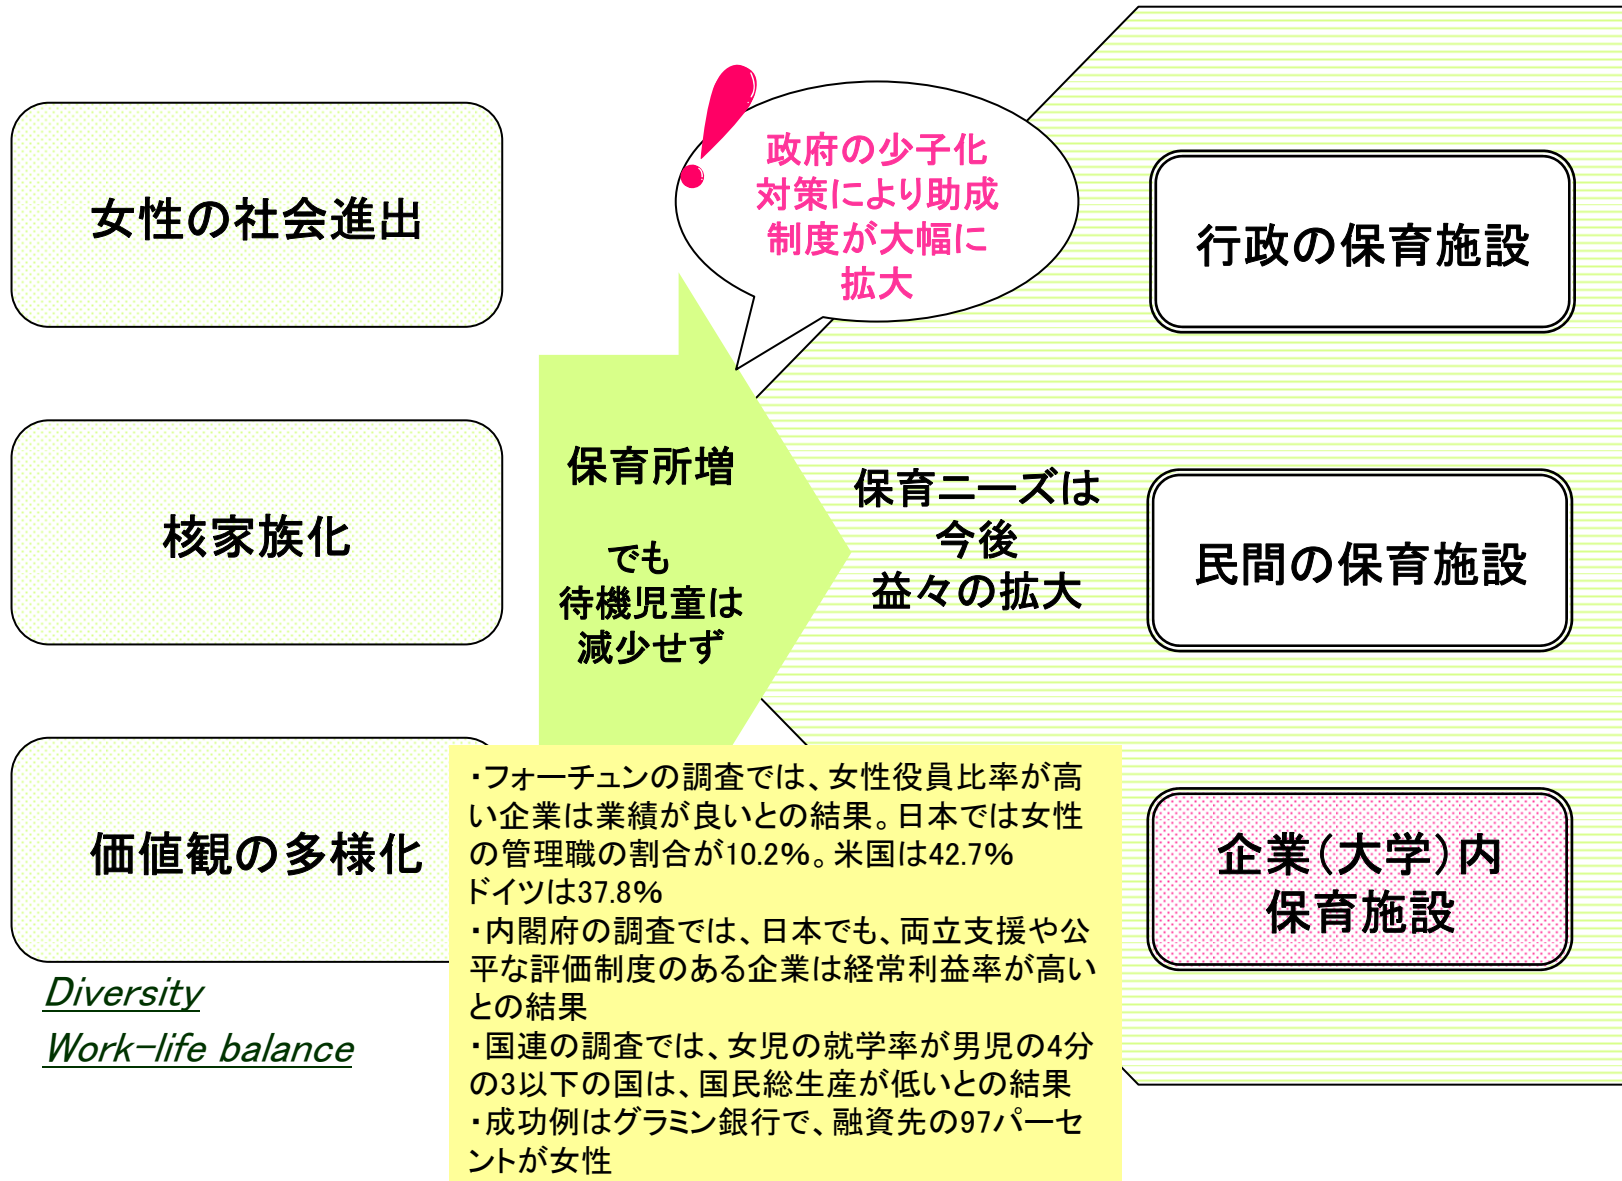 女性の社会進出
核家族化
価値観の多様化
Diversity
Work-life balance
政府の少子化
対策により助成
制度が大幅に
拡大
保育所増
でも
待機児童は
減少せず
保育ニーズは
今後
益々の拡大
行政の保育施設
民間の保育施設
企業(大学)内
保育施設
・フォーチュンの調査では、女性役員比率が高
い企業は業績が良いとの結果。日本では女性
の管理職の割合が10.2%。米国は42.7%
ドイツは37.8%
・内閣府の調査では、日本でも、両立支援や公
平な評価制度のある企業は経常利益率が高い
との結果
・国連の調査では、女児の就学率が男児の4分
の3以下の国は、国民総生産が低いとの結果
・成功例はグラミン銀行で、融資先の97パーセ
ントが女性